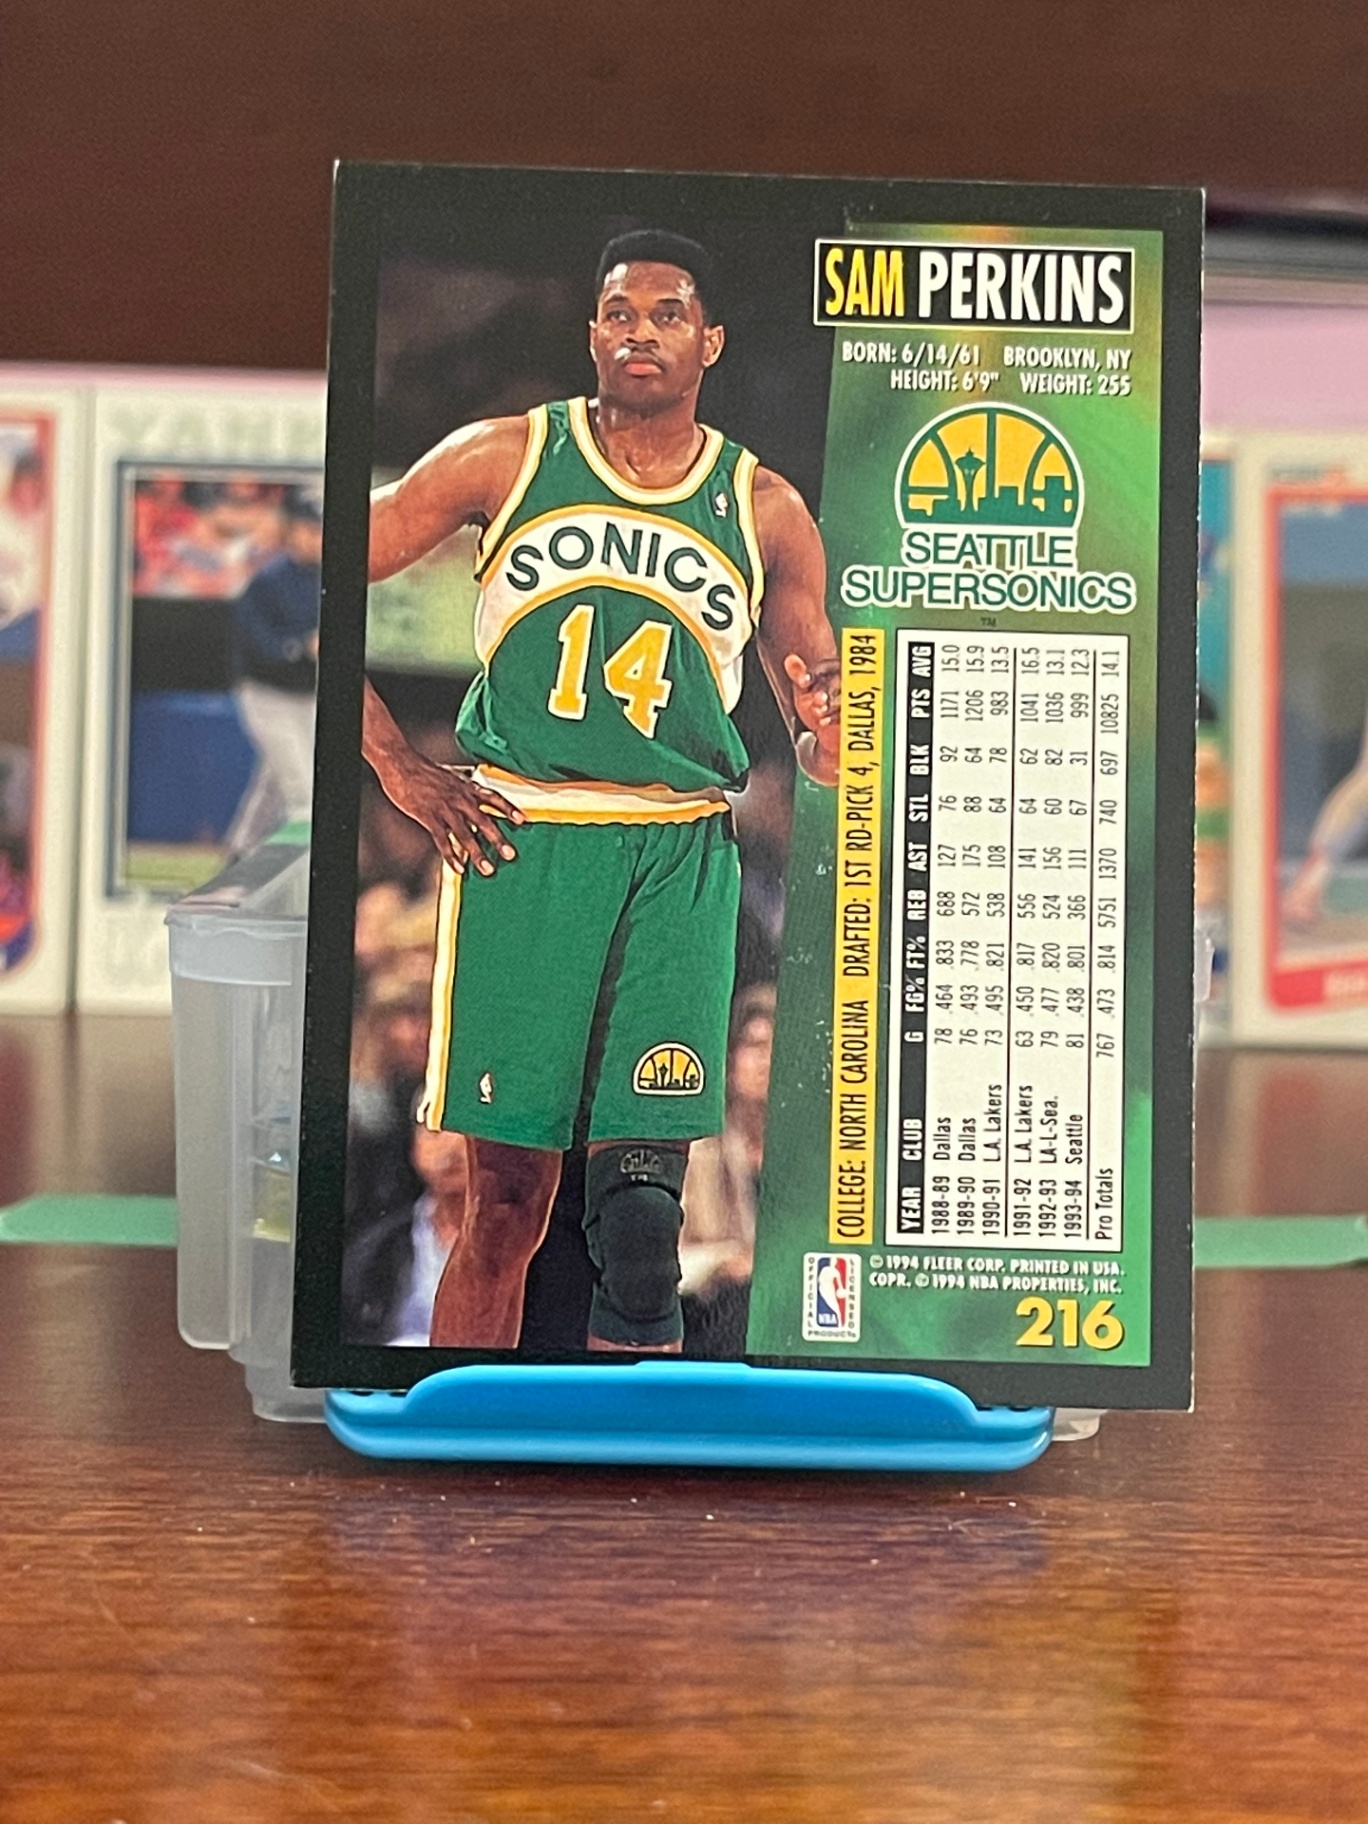 SAM PERKINS
BORN: 6/14/61 BROOKLYN, NY
HEIGHT: 6'9" WEIGHT: 255
SEATTLE
SUPERSONICS
TM
SONICS
14
COLLEGE: NORTH CAROLINA DRAFTED: 1ST RD-PICK 4, DALLAS, 1984
YEAR CLUB G FG% FT% REB AST STL BLK PTS AVG
1988-89 Dallas 78 .464 .833 688 127 76 92 1171 15.0
1989-90 Dallas 76 .493 .778 572 175 88 64 1206 15.9
1990-91 L.A. Lakers 73 .495 .821 538 108 64 78 983 13.5
1991-92 L.A. Lakers 63 .450 .817 556 141 64 62 1041 16.5
1992-93 LA-L-Sea. 79 .477 .820 524 156 60 82 1036 13.1
1993-94 Seattle 81 .438 .801 366 111 67 31 999 12.3
Pro Totals 767 .473 .814 5751 1370 740 697 10825 14.1
OFFICIAL NBA LICENSED
PRODUCT
© 1994 FLEER CORP. PRINTED IN USA.
COPR. © 1994 NBA PROPERTIES, INC.
216